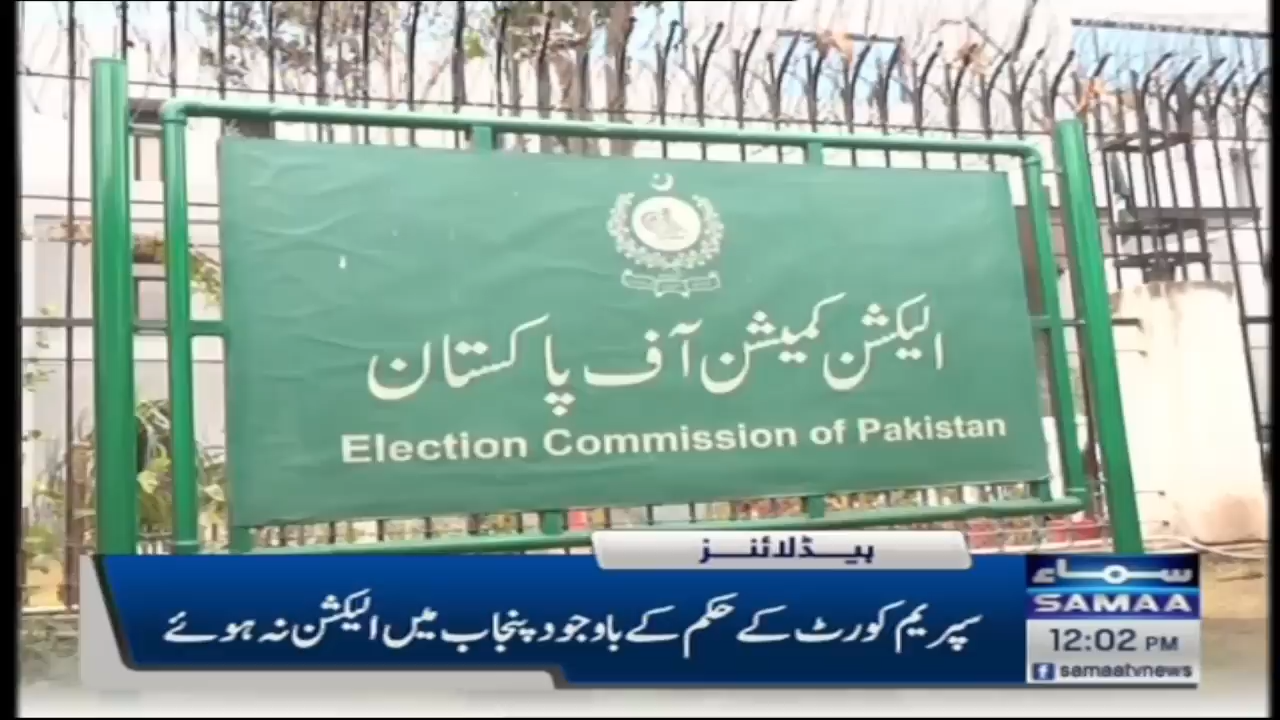 الیکشن کمیشن آف پاکستان
Election Commission of Pakistan
ہیڈلائنز
سپریم کورٹ کے حکم کے باوجود پنجاب میں الیکشن نہ ہوئے
سماء
SAMAA
12:02 PM
samaatvnews